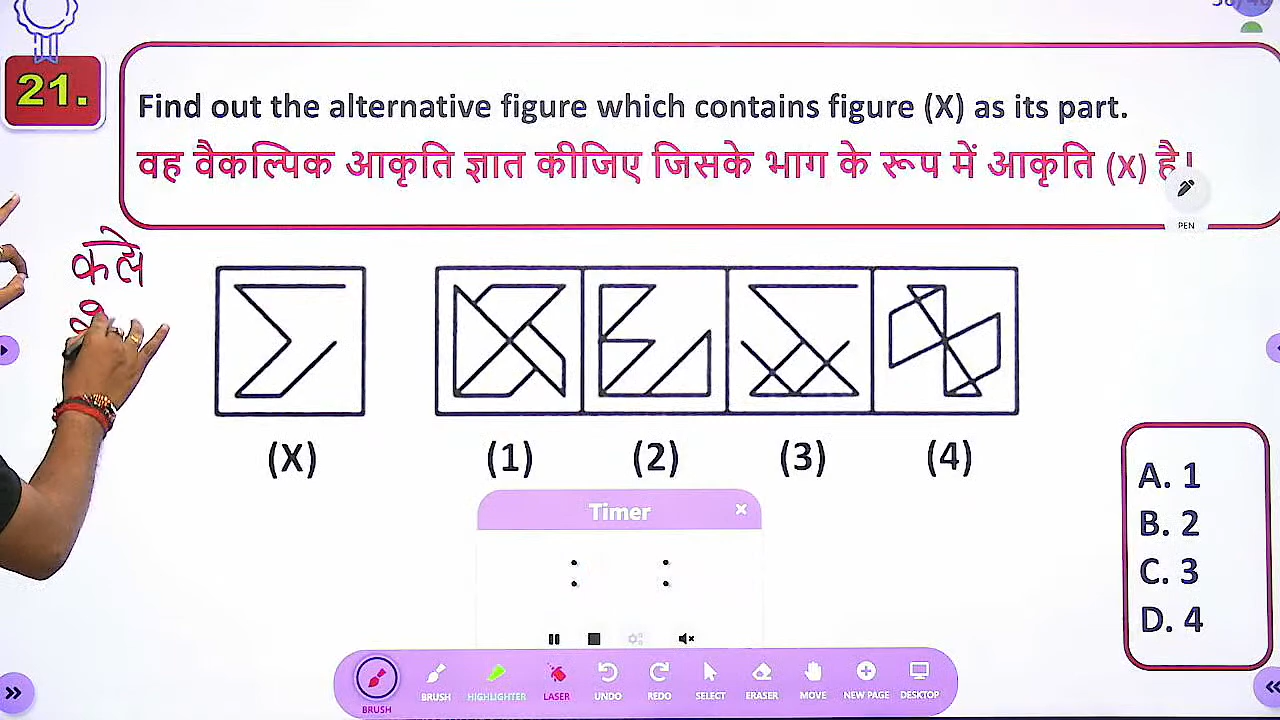 21.
Find out the alternative figure which contains figure (X) as its part.
वह वैकल्पिक आकृति ज्ञात कीजिए जिसके भाग के रूप में आकृति (X) है।
PEN
(X) (1) (2) (3) (4)
A. 1
B. 2
C. 3
D. 4
Timer
: :
BRUSH BRUSH HIGHLIGHTER LASER UNDO REDO SELECT ERASER MOVE NEW PAGE DESKTOP